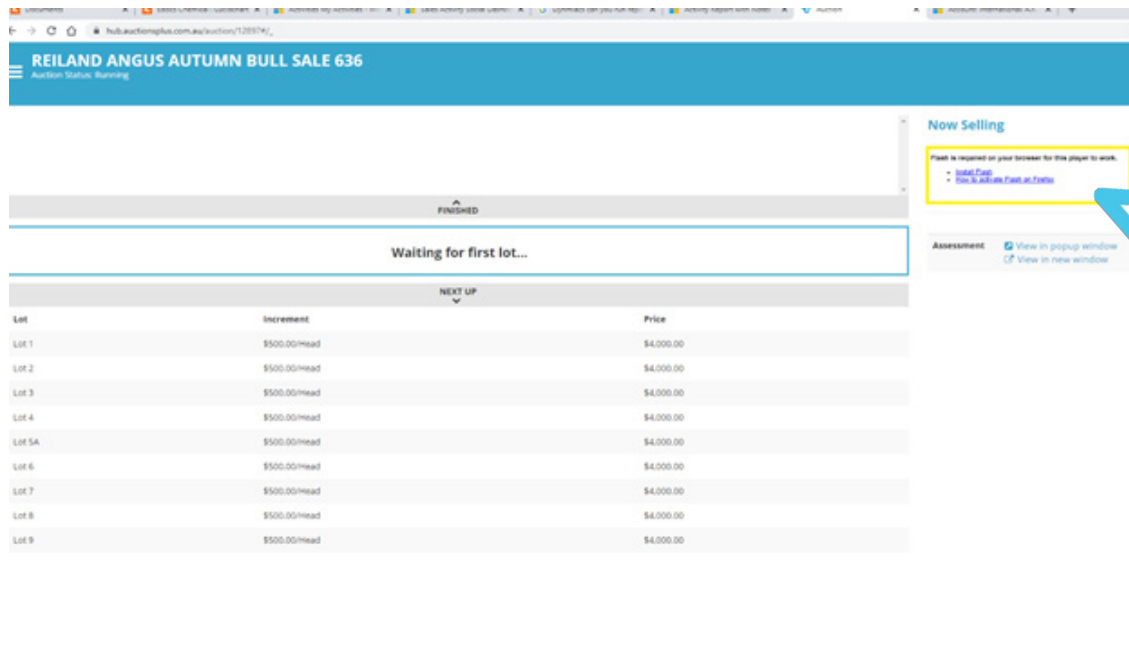 Documents
hub.auctionsplus.com.au/auction/12897#/_
REILAND ANGUS AUTUMN BULL SALE 636
Auction Status: Running
FINISHED
Waiting for first lot...
NEXT UP
Lot Increment Price
Lot 1 $500.00/Head $4,000.00
Lot 2 $500.00/Head $4,000.00
Lot 3 $500.00/Head $4,000.00
Lot 4 $500.00/Head $4,000.00
Lot 5A $500.00/Head $4,000.00
Lot 6 $500.00/Head $4,000.00
Lot 7 $500.00/Head $4,000.00
Lot 8 $500.00/Head $4,000.00
Lot 9 $500.00/Head $4,000.00
Now Selling
Flash is required on your browser for this player to work.
Install Flash
How to activate Flash on Firefox
Assessment View in popup window
View in new window